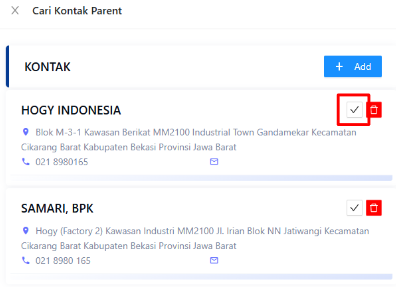 Cari Kontak Parent
KONTAK
+ Add
HOGY INDONESIA
Blok M-3-1 Kawasan Berikat MM2100 Industrial Town Gandamekar Kecamatan
Cikarang Barat Kabupaten Bekasi Provinsi Jawa Barat
021 8980165
SAMARI, BPK
Hogy (Factory 2) Kawasan Industri MM2100 JL Irian Blok NN Jatiwangi Kecamatan
Cikarang Barat Kabupaten Bekasi Provinsi Jawa Barat
021 8980 165